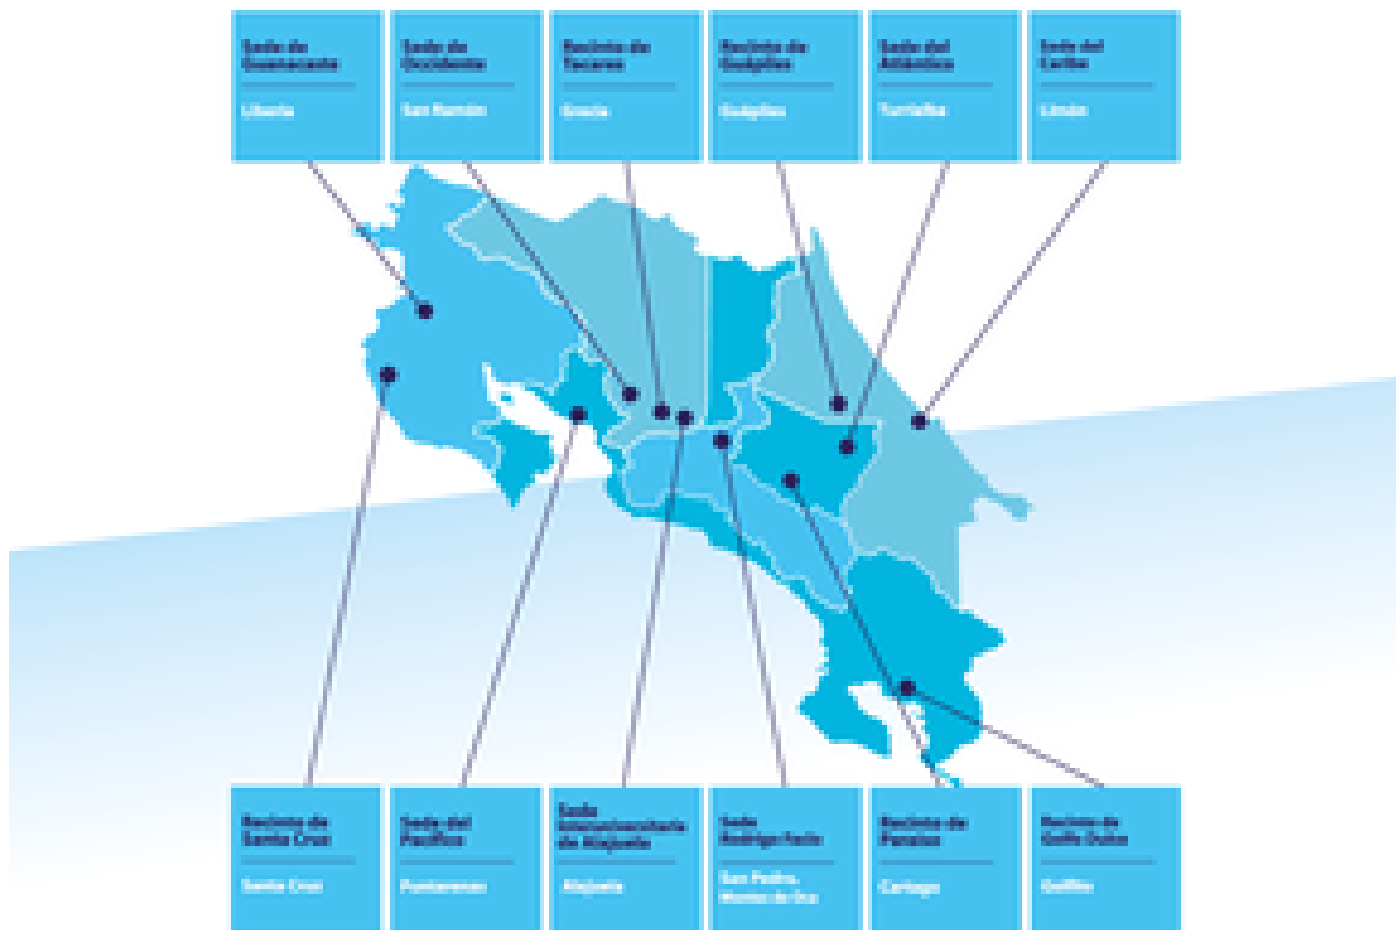 Sede de
Guanacaste
Liberia
Sede de
Occidente
San Ramón
Recinto de
Tacares
Grecia
Recinto de
Guápiles
Guápiles
Sede del
Atlántico
Turrialba
Sede del
Caribe
Limón
Recinto de
Santa Cruz
Santa Cruz
Sede del
Pacífico
Puntarenas
Sede
Interuniversitaria
de Alajuela
Alajuela
Sede
Rodrigo Facio
San Pedro,
Montes de Oca
Recinto de
Paraíso
Cartago
Recinto de
Golfo Dulce
Golfito